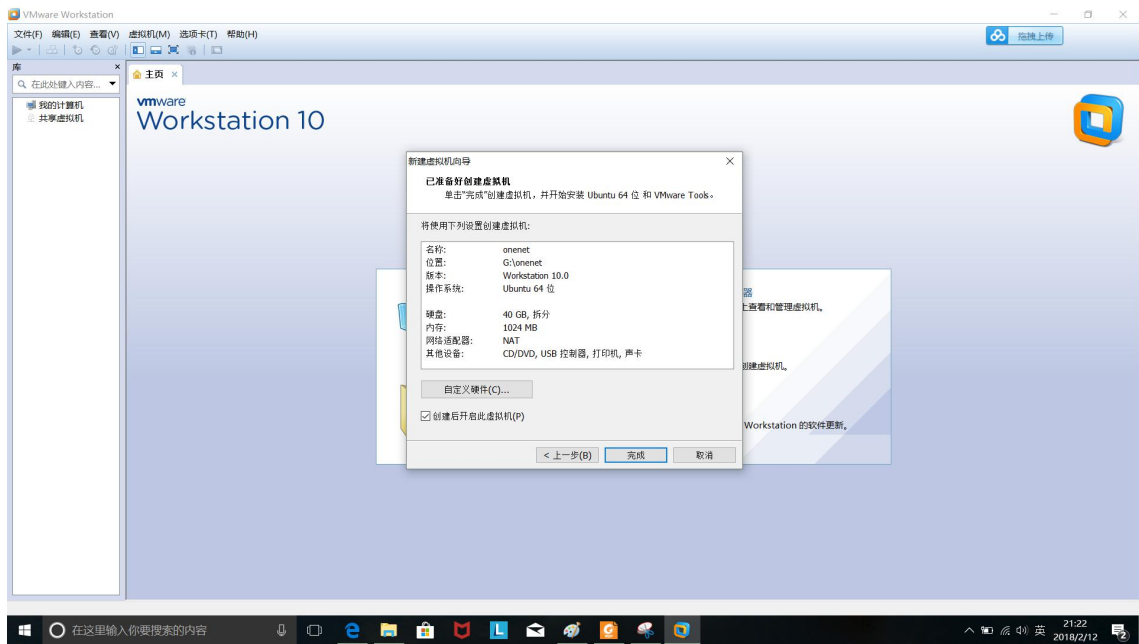 VMware Workstation
文件(F) 编辑(E) 查看(V) 虚拟机(M) 选项卡(T) 帮助(H)
拖拽上传
库
主页
在此处键入内容...
我的计算机
共享虚拟机
vmware
Workstation 10
新建虚拟机向导
已准备好创建虚拟机
单击"完成"创建虚拟机，并开始安装 Ubuntu 64 位 和 VMware Tools。
将使用下列设置创建虚拟机:
名称: onenet
位置: G:\onenet
版本: Workstation 10.0
操作系统: Ubuntu 64 位
硬盘: 40 GB, 拆分
内存: 1024 MB
网络适配器: NAT
其他设备: CD/DVD, USB 控制器, 打印机, 声卡
自定义硬件(C)...
创建后开启此虚拟机(P)
< 上一步(B) 完成 取消
器
上查看和管理虚拟机。
创建虚拟机。
Workstation 的软件更新。
在这里输入你要搜索的内容
英
21:22
2018/2/12